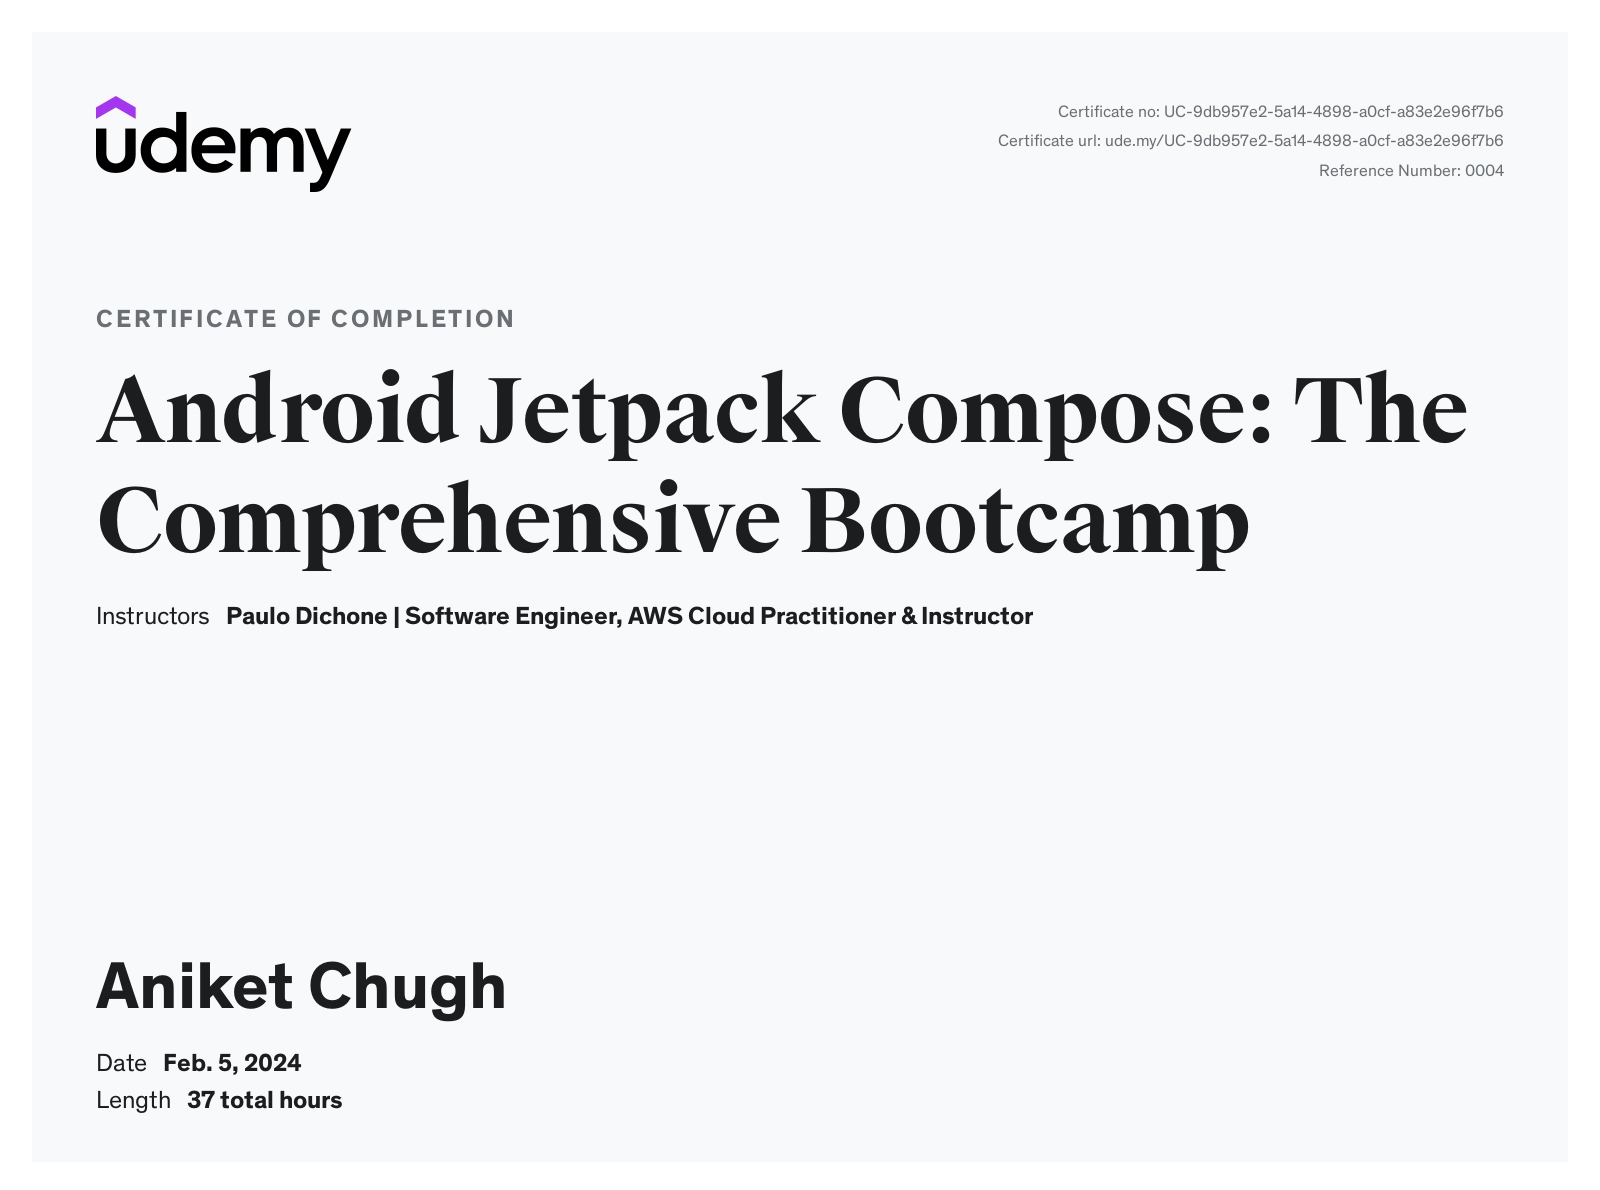 udemy
Certificate no: UC-9db957e2-5a14-4898-a0cf-a83e2e96f7b6
Certificate url: ude.my/UC-9db957e2-5a14-4898-a0cf-a83e2e96f7b6
Reference Number: 0004
CERTIFICATE OF COMPLETION
Android Jetpack Compose: The
Comprehensive Bootcamp
Instructors Paulo Dichone | Software Engineer, AWS Cloud Practitioner & Instructor
Aniket Chugh
Date Feb. 5, 2024
Length 37 total hours